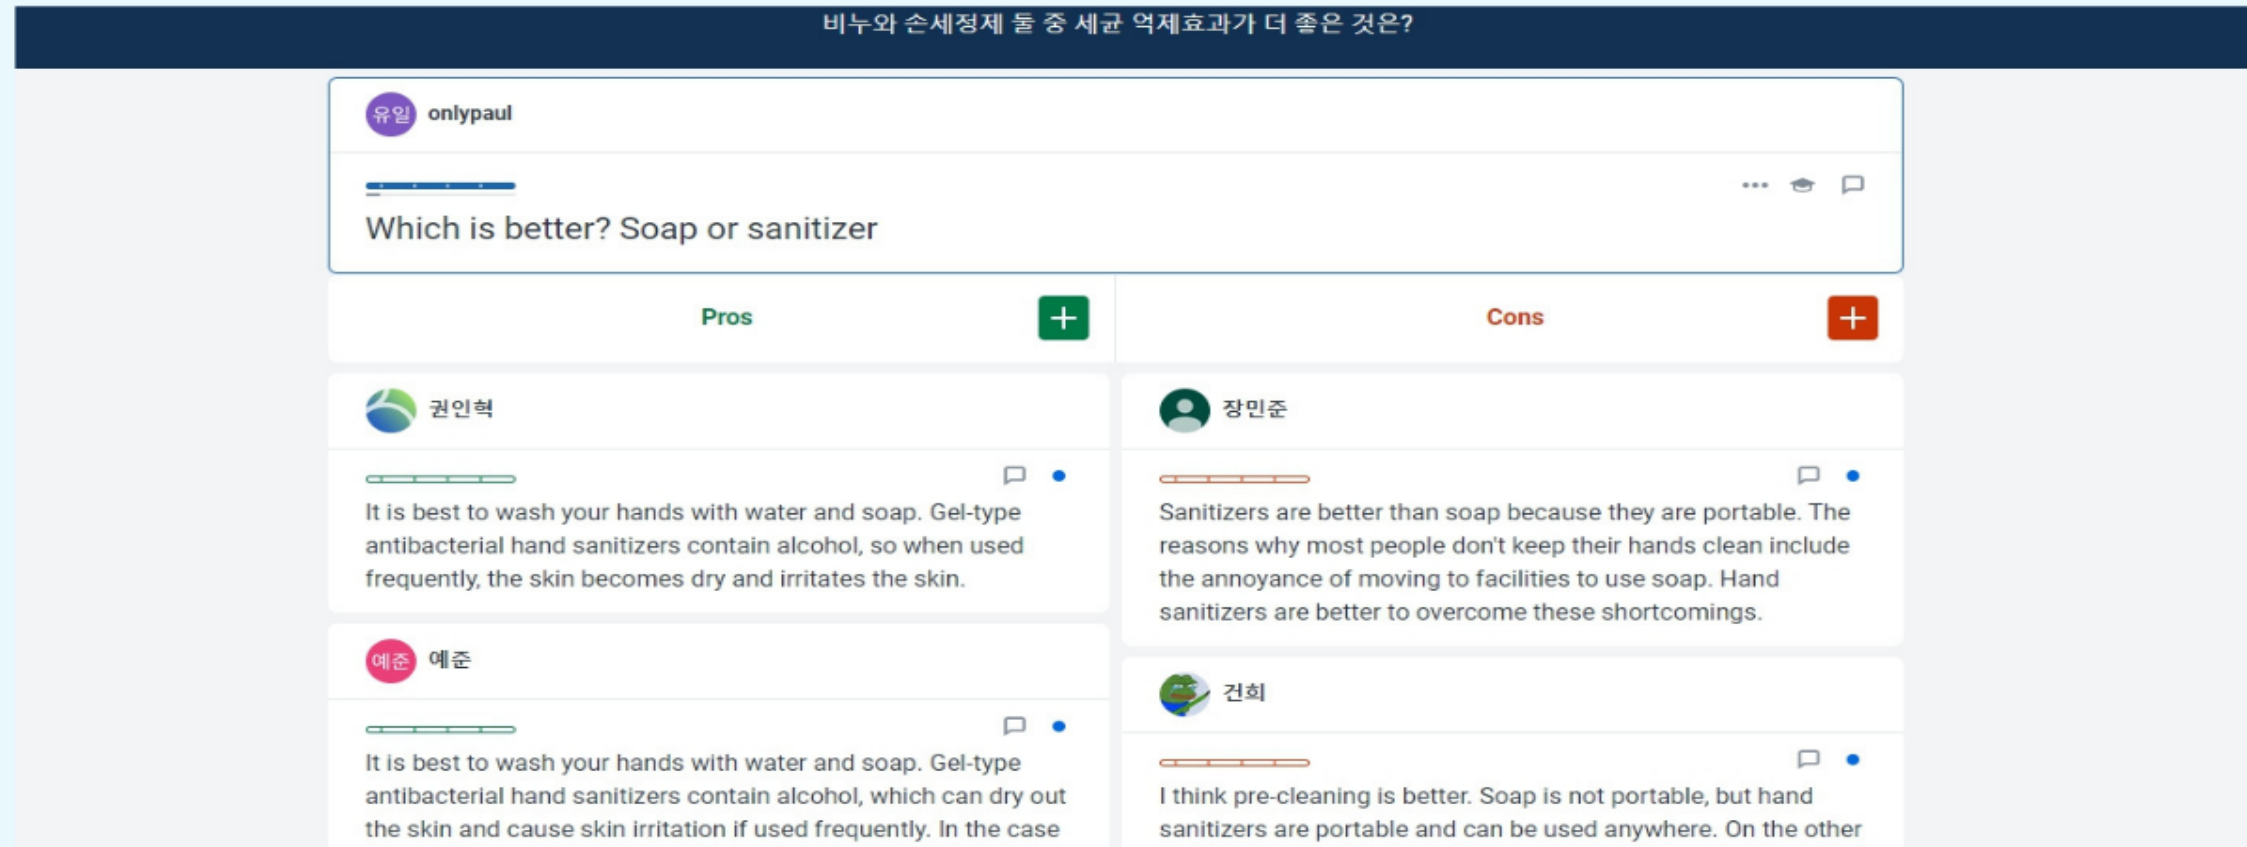 비누와 손세정제 둘 중 세균 억제효과가 더 좋은 것은?
유일 onlypaul
Which is better? Soap or sanitizer
Pros
Cons
권인혁
It is best to wash your hands with water and soap. Gel-type
antibacterial hand sanitizers contain alcohol, so when used
frequently, the skin becomes dry and irritates the skin.
예준 예준
It is best to wash your hands with water and soap. Gel-type
antibacterial hand sanitizers contain alcohol, which can dry out
the skin and cause skin irritation if used frequently. In the case
장민준
Sanitizers are better than soap because they are portable. The
reasons why most people don't keep their hands clean include
the annoyance of moving to facilities to use soap. Hand
sanitizers are better to overcome these shortcomings.
건희
I think pre-cleaning is better. Soap is not portable, but hand
sanitizers are portable and can be used anywhere. On the other